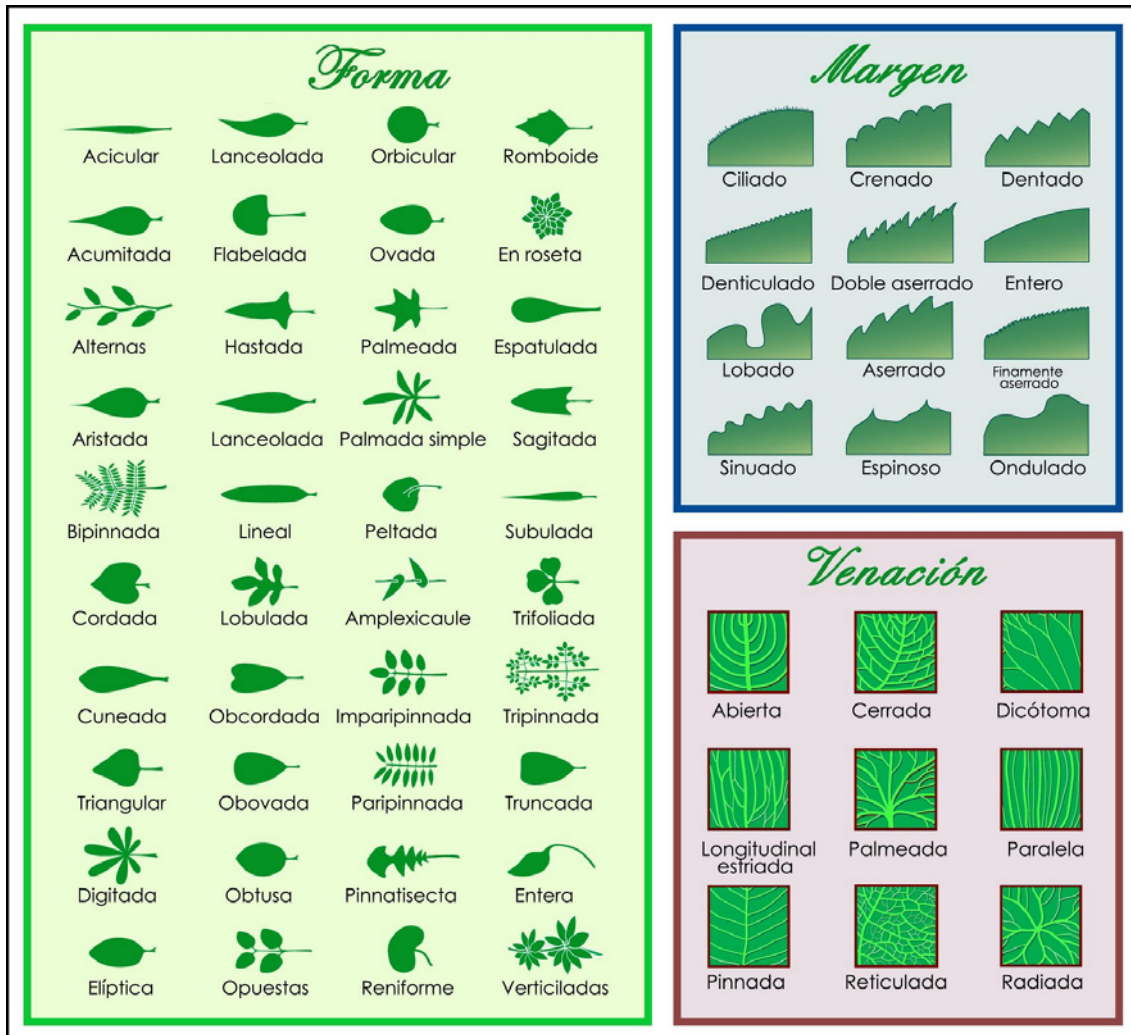 Forma
Acicular Lanceolada Orbicular Romboide
Acumitada Flabelada Ovada En roseta
Alternas Hastada Palmeada Espatulada
Aristada Lanceolada Palmada simple Sagitada
Bipinnada Lineal Peltada Subulada
Cordada Lobulada Amplexicaule Trifoliada
Cuneada Obcordada Imparipinnada Tripinnada
Triangular Obovada Paripinnada Truncada
Digitada Obtusa Pinnatisecta Entera
Elíptica Opuestas Reniforme Verticiladas
Margen
Ciliado Crenado Dentado
Denticulado Doble aserrado Entero
Lobado Aserrado Finamente
aserrado
Sinuado Espinoso Ondulado
Venación
Abierta Cerrada Dicótoma
Longitudinal Palmeada Paralela
estriada
Pinnada Reticulada Radiada